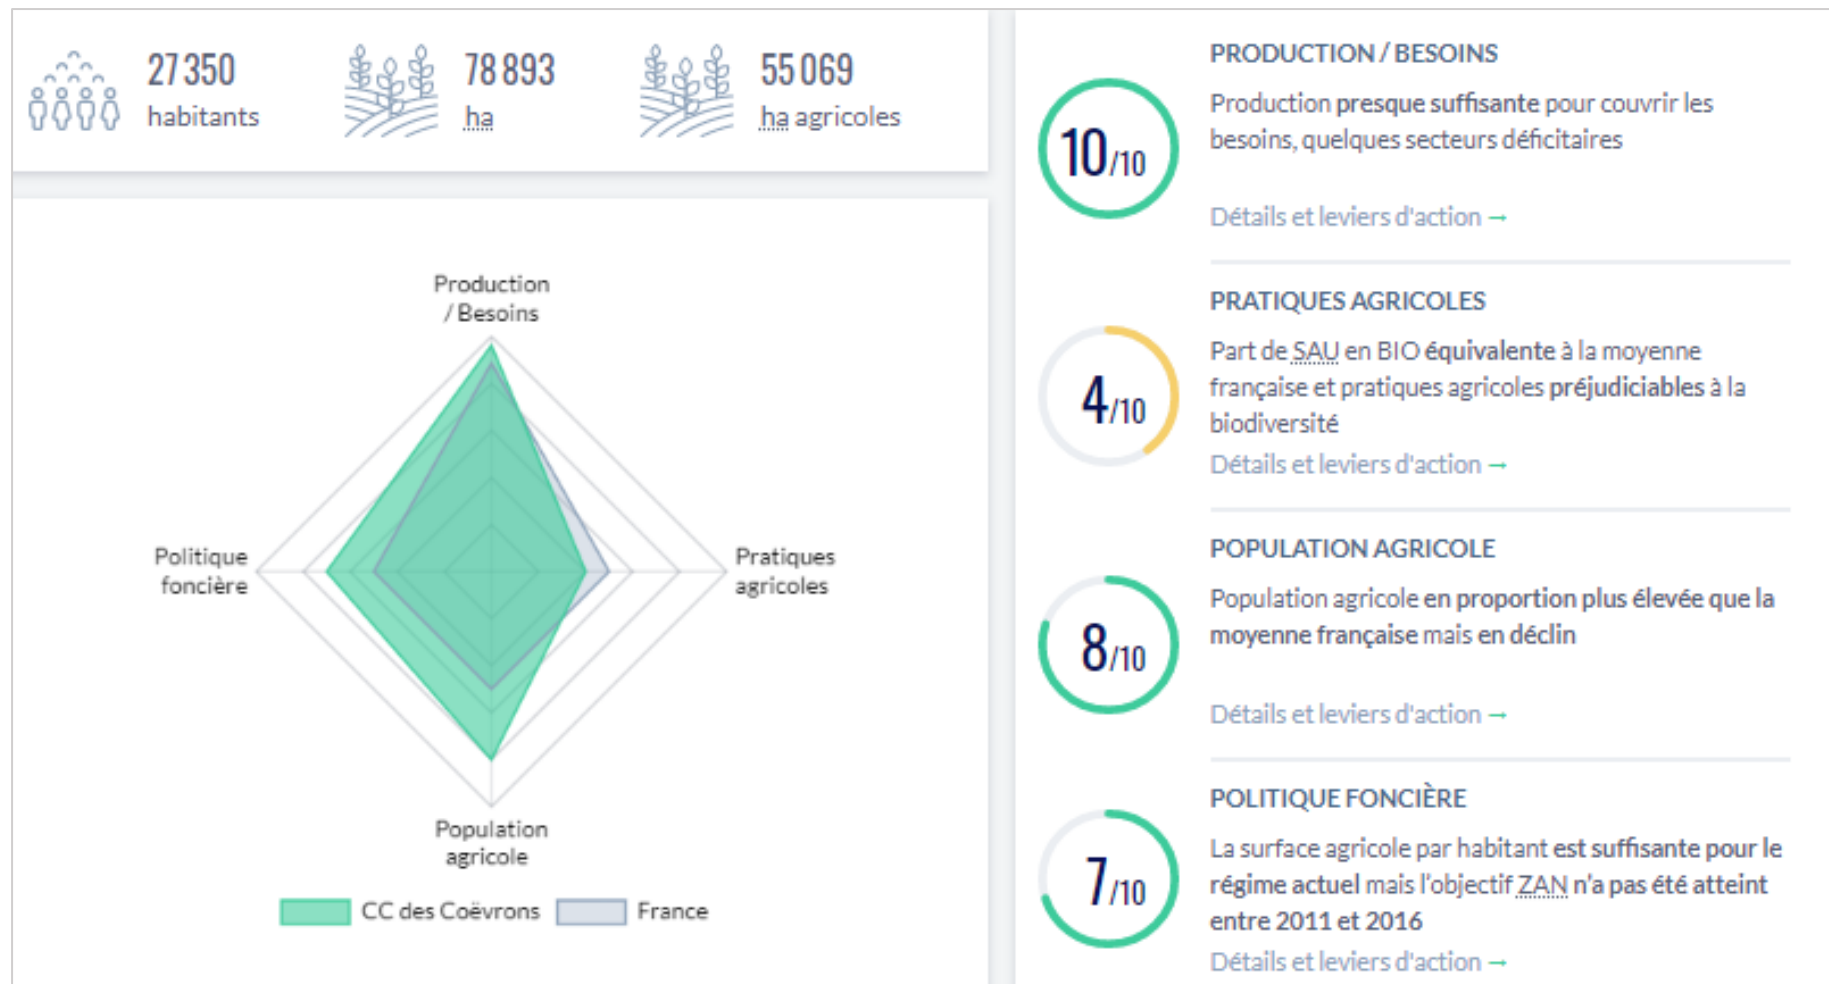 27 350
habitants
78 893
ha
55 069
ha agricoles
Production
/ Besoins
Politique
foncière
Pratiques
agricoles
Population
agricole
CC des Coëvrons
France
PRODUCTION / BESOINS
10/10
Production presque suffisante pour couvrir les
besoins, quelques secteurs déficitaires
Détails et leviers d'action →
PRATIQUES AGRICOLES
4/10
Part de SAU en BIO équivalente à la moyenne
française et pratiques agricoles préjudiciables à la
biodiversité
Détails et leviers d'action →
POPULATION AGRICOLE
8/10
Population agricole en proportion plus élevée que la
moyenne française mais en déclin
Détails et leviers d'action →
POLITIQUE FONCIÈRE
7/10
La surface agricole par habitant est suffisante pour le
régime actuel mais l'objectif ZAN n'a pas été atteint
entre 2011 et 2016
Détails et leviers d'action →